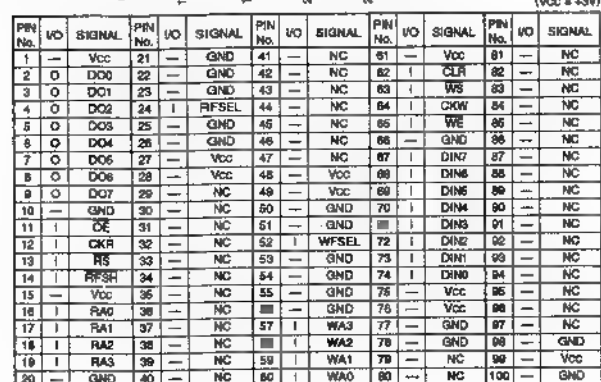 (VCC = +3V)
PIN No. I/O SIGNAL PIN No. I/O SIGNAL PIN No. I/O SIGNAL PIN No. I/O SIGNAL PIN No. I/O SIGNAL
1 — Vcc 21 — GND 41 — NC 61 — Vcc 81 — NC
2 O DO0 22 — GND 42 — NC 62 I CLR 82 — NC
3 O DO1 23 — GND 43 — NC 63 I WS 83 — NC
4 O DO2 24 I RFSEL 44 — NC 64 I CKW 84 — NC
5 O DO3 25 — GND 45 — NC 65 I WE 85 — NC
6 O DO4 26 — GND 46 — NC 66 — GND 86 — NC
7 O DO5 27 — Vcc 47 — NC 67 I DIN7 87 — NC
8 O DO6 28 — Vcc 48 — Vcc 68 I DIN6 88 — NC
9 O DO7 29 — NC 49 — Vcc 69 I DIN5 89 — NC
10 — GND 30 — NC 50 — GND 70 I DIN4 90 — NC
11 I OE 31 — NC 51 — GND I DIN3 91 — NC
12 I CKR 32 — NC 52 I WFSEL 72 I DIN2 92 — NC
13 I RS 33 — NC 53 — GND 73 I DIN1 93 — NC
14 I 34 — NC 54 — GND 74 I DIN0 94 — NC
15 — Vcc 35 — NC 55 — GND 75 — Vcc 95 — NC
16 I RA0 36 — NC — GND 76 — Vcc 96 — NC
17 I RA1 37 — NC 57 I WA3 77 — GND 97 — NC
18 I RA2 38 — NC I WA2 78 — GND 98 — GND
19 I RA3 39 — NC 59 I WA1 79 — NC 99 — Vcc
20 — GND 40 — NC 60 I WA0 80 — NC 100 — GND